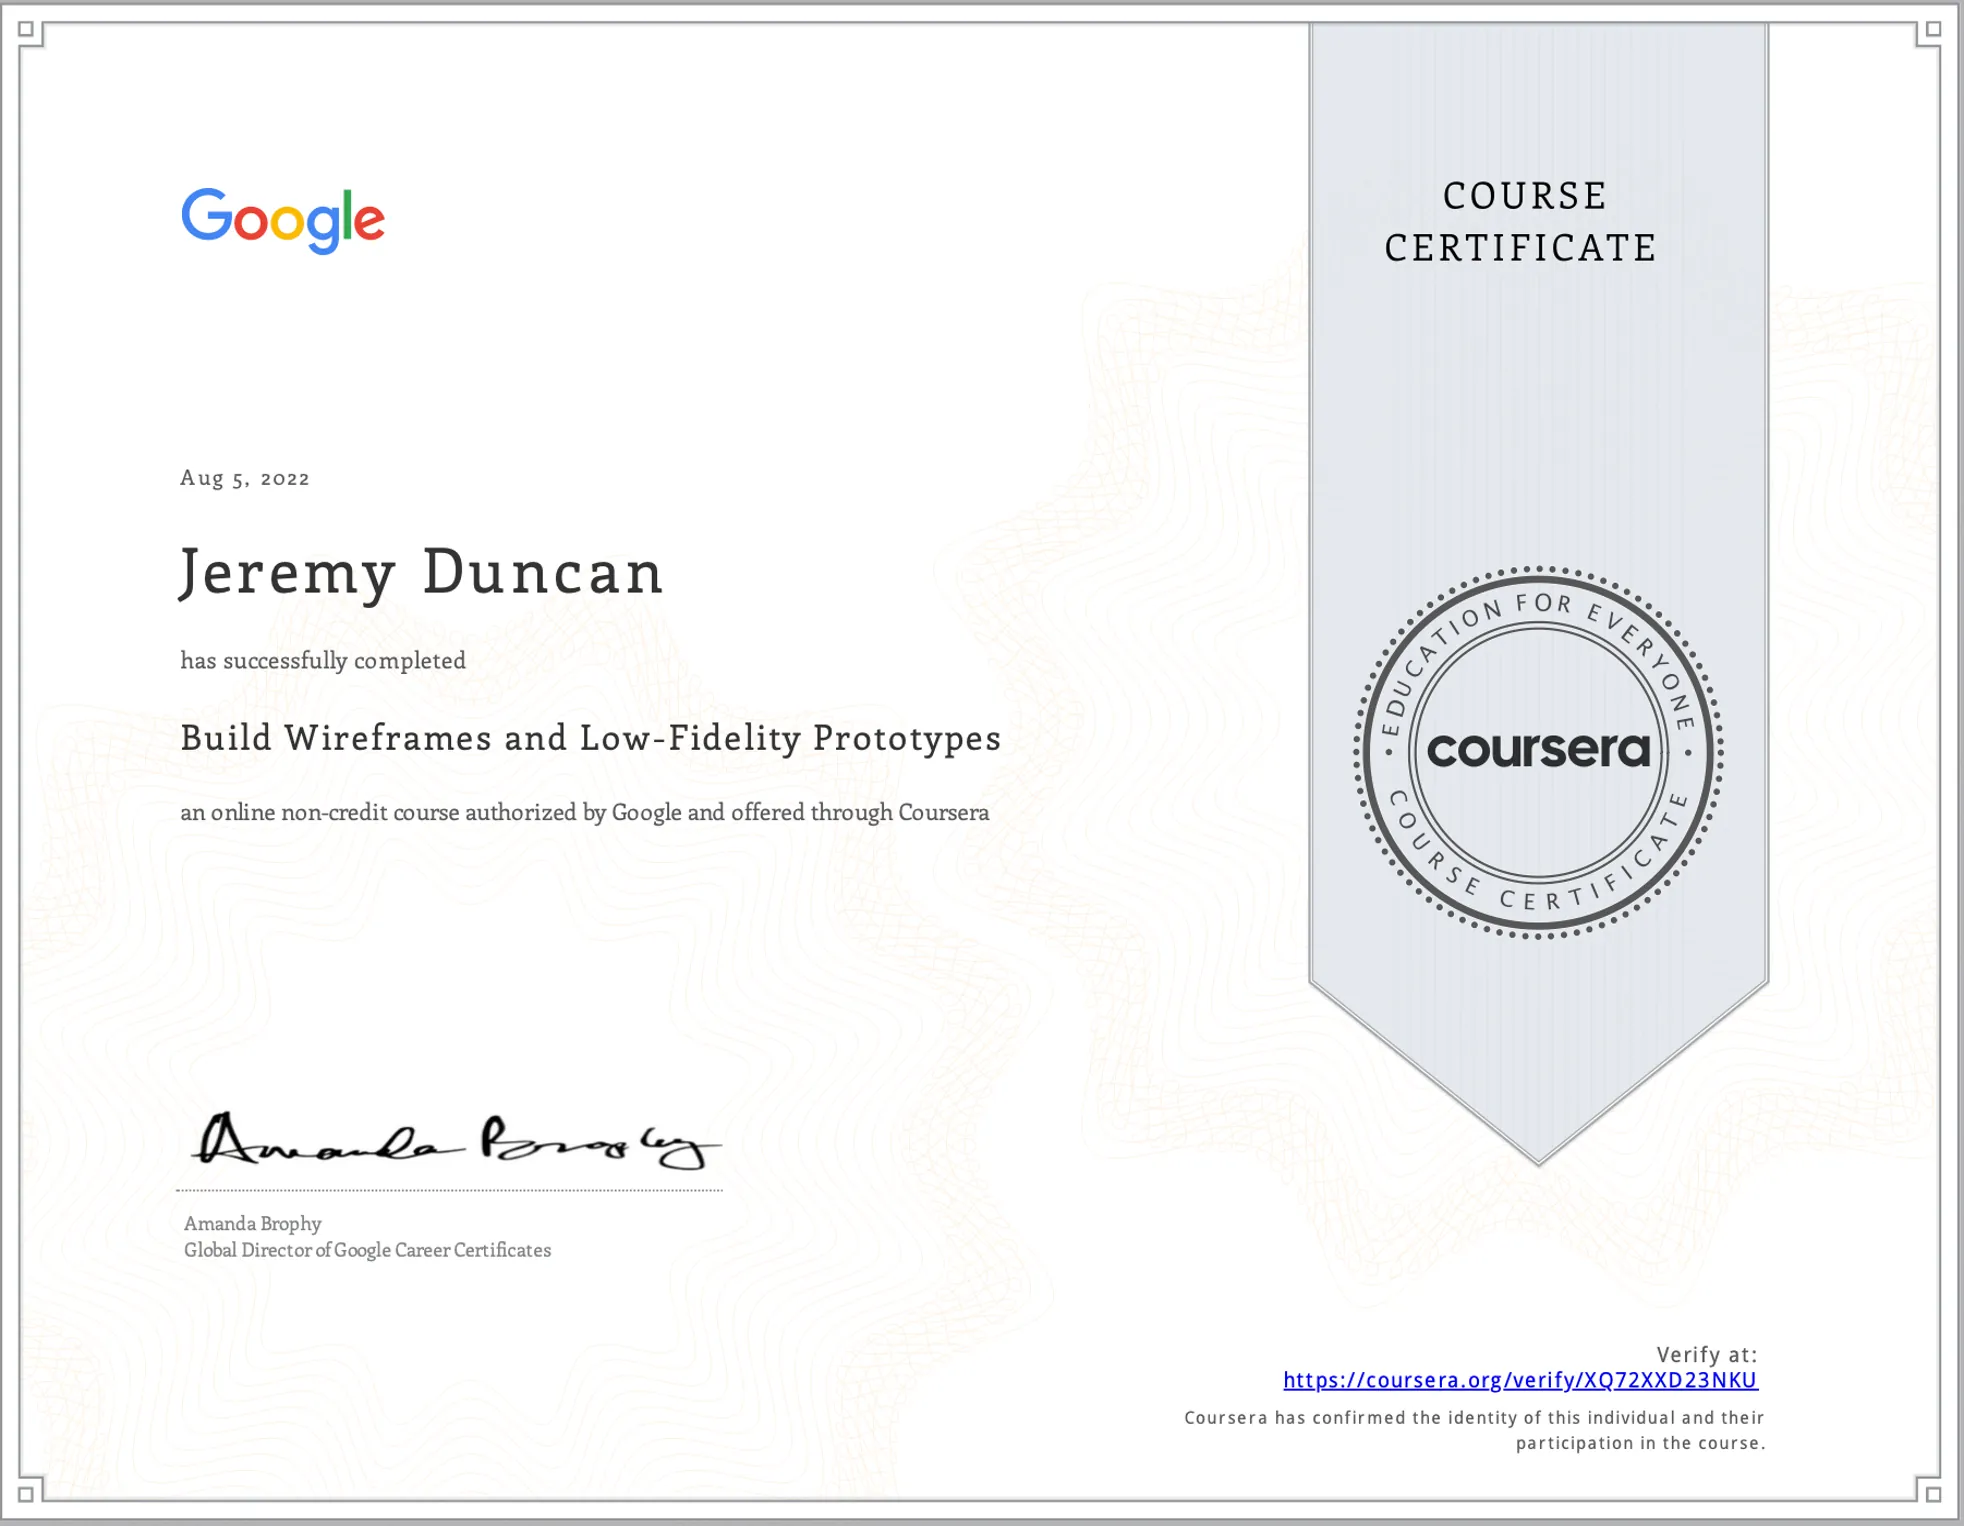 Google
COURSE
CERTIFICATE
Aug 5, 2022
Jeremy Duncan
has successfully completed
Build Wireframes and Low-Fidelity Prototypes
an online non-credit course authorized by Google and offered through Coursera
EDUCATION FOR EVERYONE
coursera
COURSE CERTIFICATE
Amanda Brophy
Amanda Brophy
Global Director of Google Career Certificates
Verify at:
https://coursera.org/verify/XQ72XXD23NKU
Coursera has confirmed the identity of this individual and their
participation in the course.